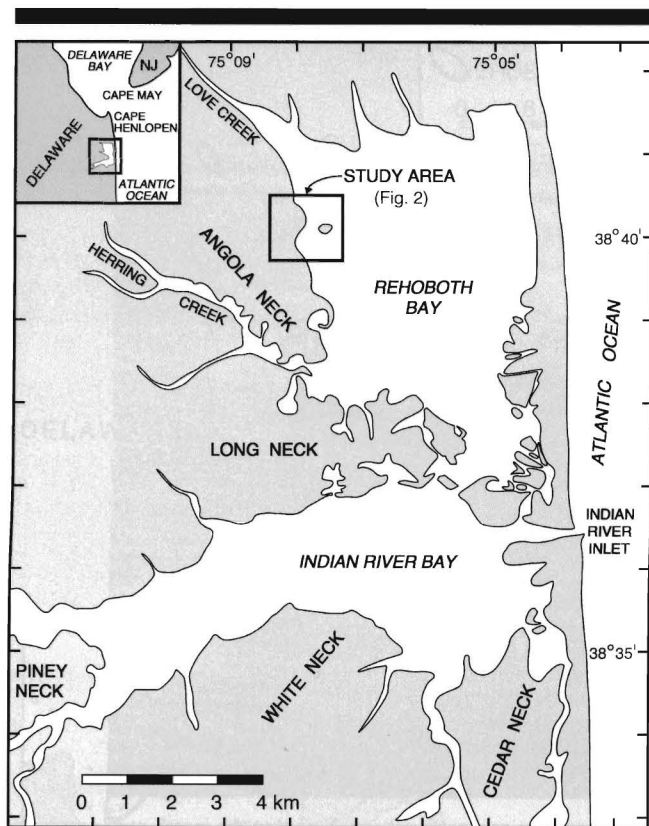 75°09'
75°05'
DELAWARE
BAY
NJ
CAPE MAY
CAPE
HENLOPEN
DELAWARE
ATLANTIC
OCEAN
LOVE CREEK
STUDY AREA
(Fig. 2)
38°40'
ANGOLA NECK
HERRING
CREEK
REHOBOTH
BAY
ATLANTIC OCEAN
LONG NECK
INDIAN
RIVER
INLET
INDIAN RIVER BAY
38°35'
PINEY
NECK
WHITE NECK
CEDAR NECK
0 1 2 3 4 km